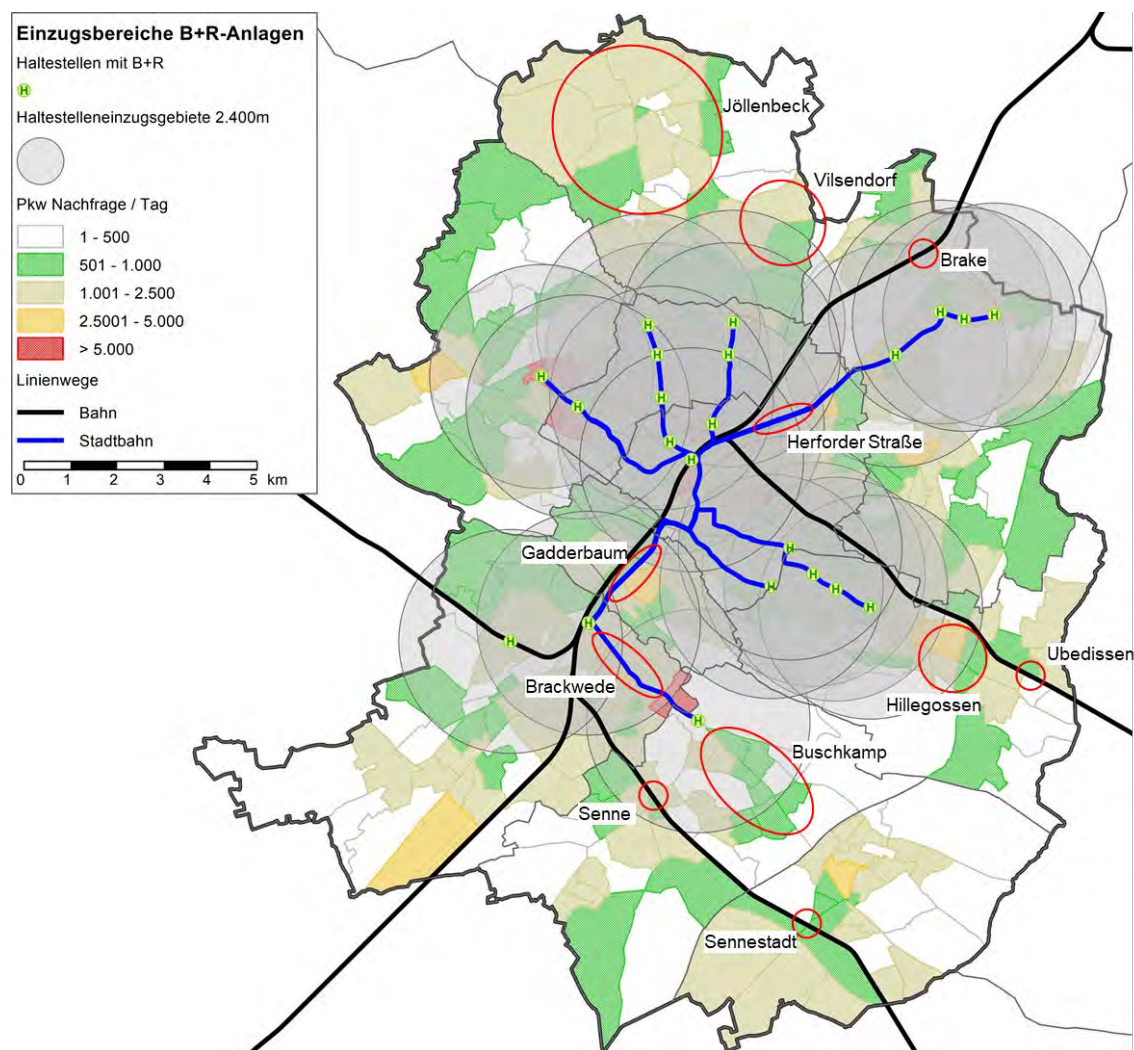 Einzugsbereiche B+R-Anlagen
Haltestellen mit B+R
H
Haltestelleneinzugsgebiete 2.400m
Pkw Nachfrage / Tag
1 - 500
501 - 1.000
1.001 - 2.500
2.5001 - 5.000
> 5.000
Linienwege
Bahn
Stadtbahn
0 1 2 3 4 5 km
Jöllenbeck
Vilsendorf
Brake
H H H
H H
H H H
H
H
H H
H
H
Herforder Straße
H
Gadderbaum
H
H H H
H
H
H
Ubedissen
Brackwede
Hillegossen
H
Buschkamp
Senne
Sennestadt